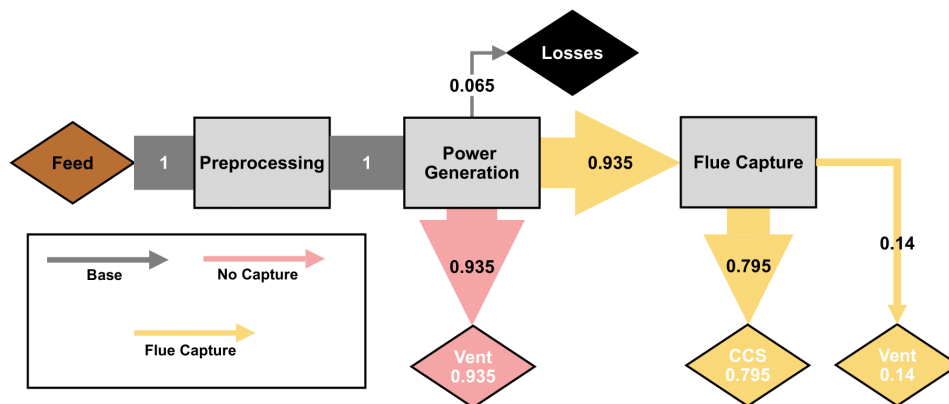 Losses
0.065
Feed
1
Preprocessing
1
Power
Generation
0.935
Flue Capture
0.935
0.795
0.14
Base
No Capture
Flue Capture
Vent
0.935
CCS
0.795
Vent
0.14